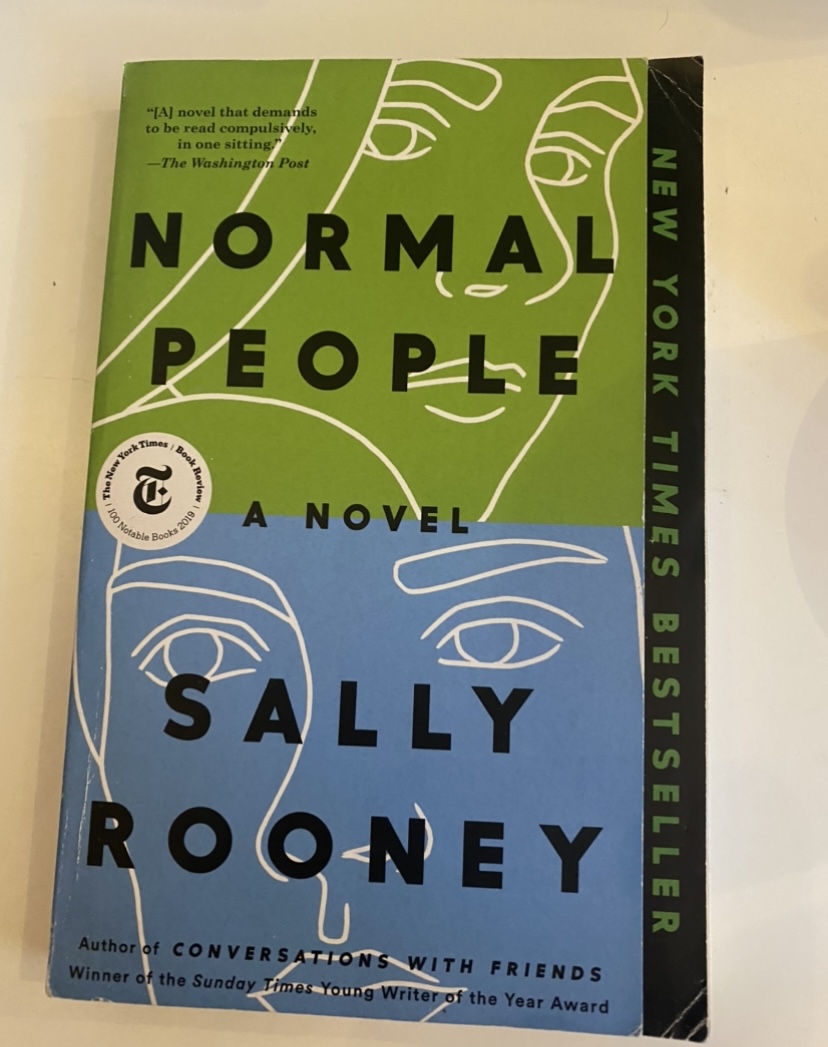 “[A] novel that demands
to be read compulsively,
in one sitting.”
—The Washington Post
NORMAL
PEOPLE
The New York Times | Book Review
T
| 100 Notable Books 2019 |
A NOVEL
SALLY
ROONEY
Author of CONVERSATIONS WITH FRIENDS
Winner of the Sunday Times Young Writer of the Year Award
NEW YORK TIMES BESTSELLER